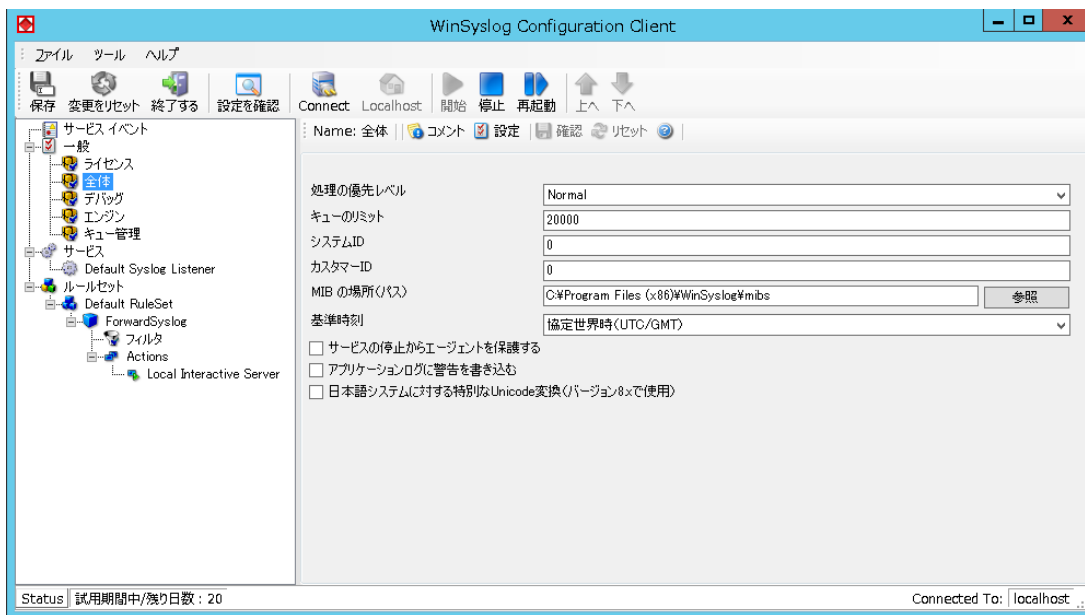 WinSyslog Configuration Client
ファイル ツール ヘルプ
保存 変更をリセット 終了する 設定を確認 Connect Localhost 開始 停止 再起動 上へ 下へ
サービス イベント
一般
ライセンス
全体
デバッグ
エンジン
キュー管理
サービス
Default Syslog Listener
ルールセット
Default RuleSet
ForwardSyslog
フィルタ
Actions
Local Interactive Server
Name: 全体 コメント 設定 確認 リセット
処理の優先レベル Normal
キューのリミット 20000
システムID 0
カスタマーID 0
MIB の場所(パス) C:¥Program Files (x86)¥WinSyslog¥mibs 参照
基準時刻 協定世界時(UTC/GMT)
サービスの停止からエージェントを保護する
アプリケーションログに警告を書き込む
日本語システムに対する特別なUnicode変換(バージョン8.xで使用)
Status 試用期間中/残り日数 : 20 Connected To: localhost